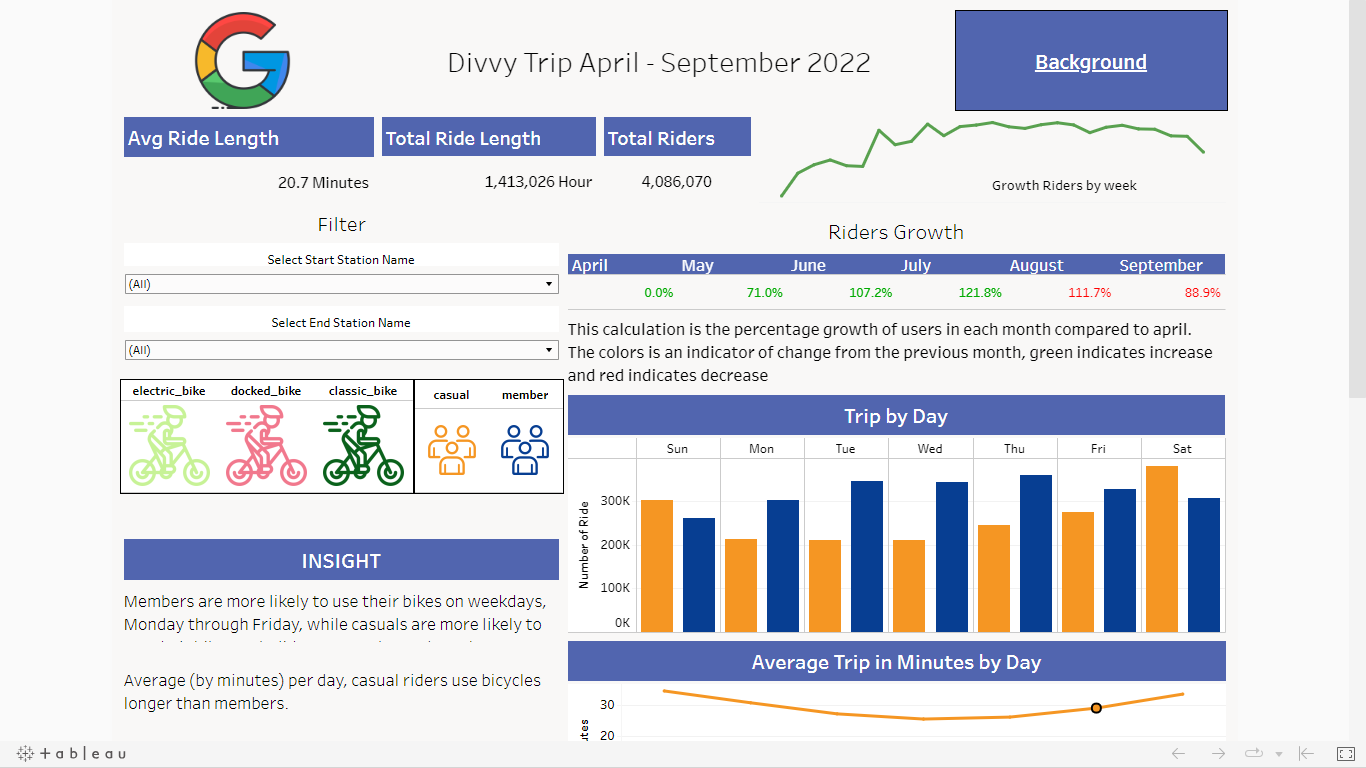 Divvy Trip April - September 2022
Background
Avg Ride Length
Total Ride Length
Total Riders
20.7 Minutes
1,413,026 Hour
4,086,070
Growth Riders by week
Filter
Select Start Station Name
(All)
Select End Station Name
(All)
electric_bike docked_bike classic_bike
casual member
INSIGHT
Members are more likely to use their bikes on weekdays,
Monday through Friday, while casuals are more likely to
Average (by minutes) per day, casual riders use bicycles
longer than members.
Riders Growth
April May June July August September
0.0% 71.0% 107.2% 121.8% 111.7% 88.9%
This calculation is the percentage growth of users in each month compared to april.
The colors is an indicator of change from the previous month, green indicates increase
and red indicates decrease
Trip by Day
Sun Mon Tue Wed Thu Fri Sat
Number of Ride
300K
200K
100K
0K
Average Trip in Minutes by Day
30
20
+ableau